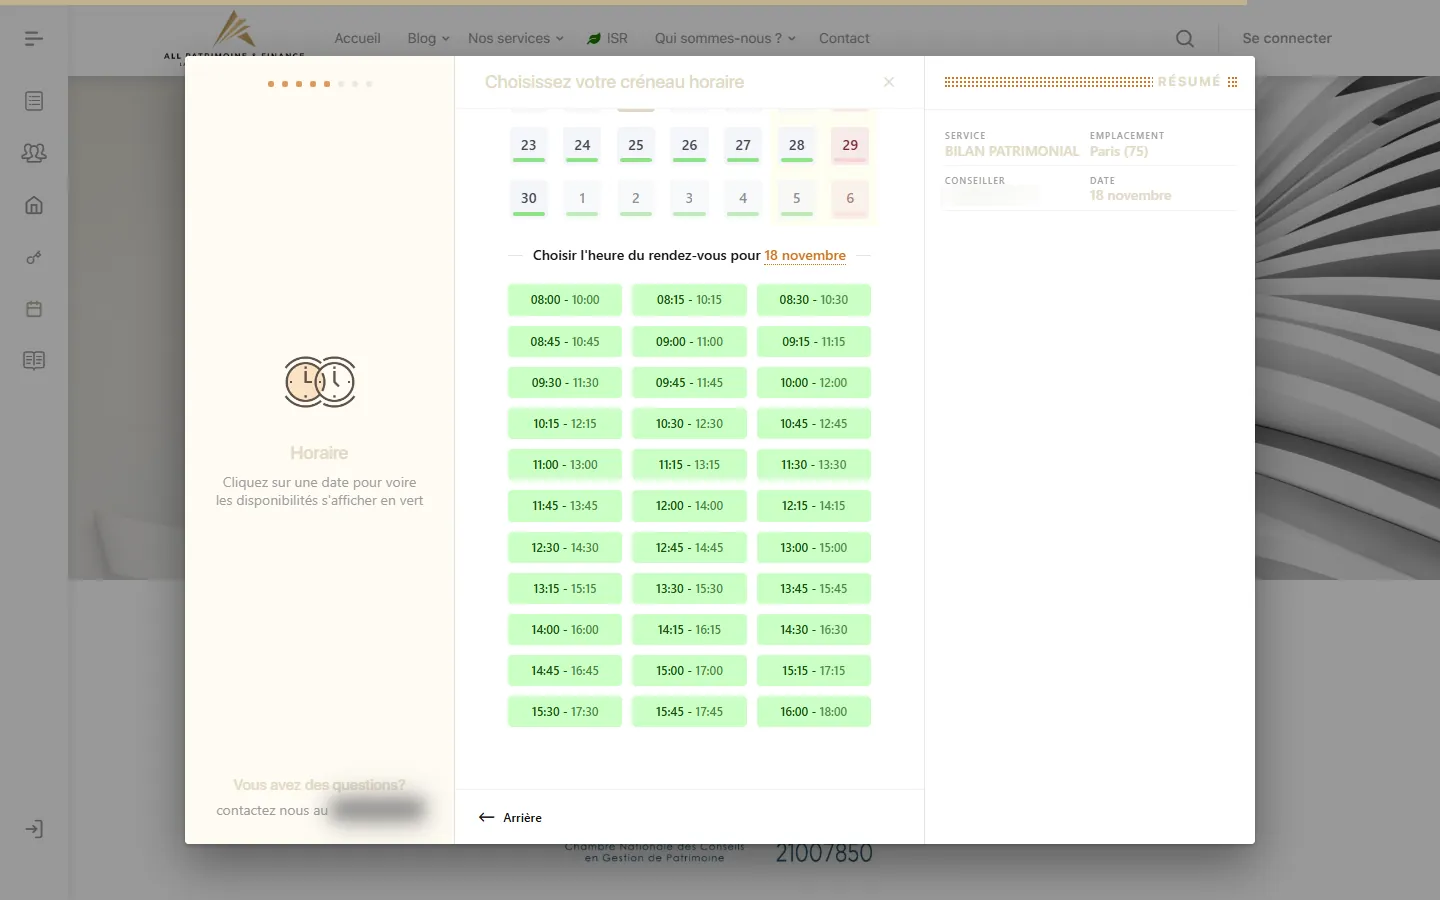 Accueil
Blog
Nos services
ISR
Qui sommes-nous ?
Contact
Se connecter
ALL PATRIMOINE & FINANCE
Choisissez votre créneau horaire
RÉSUMÉ
23 24 25 26 27 28 29
30 1 2 3 4 5 6
Choisir l'heure du rendez-vous pour 18 novembre
08:00 - 10:00 08:15 - 10:15 08:30 - 10:30
08:45 - 10:45 09:00 - 11:00 09:15 - 11:15
09:30 - 11:30 09:45 - 11:45 10:00 - 12:00
10:15 - 12:15 10:30 - 12:30 10:45 - 12:45
11:00 - 13:00 11:15 - 13:15 11:30 - 13:30
11:45 - 13:45 12:00 - 14:00 12:15 - 14:15
12:30 - 14:30 12:45 - 14:45 13:00 - 15:00
13:15 - 15:15 13:30 - 15:30 13:45 - 15:45
14:00 - 16:00 14:15 - 16:15 14:30 - 16:30
14:45 - 16:45 15:00 - 17:00 15:15 - 17:15
15:30 - 17:30 15:45 - 17:45 16:00 - 18:00
Arrière
Horaire
Cliquez sur une date pour voire
les disponibilités s'afficher en vert
Vous avez des questions?
contactez nous au
SERVICE
BILAN PATRIMONIAL
EMPLACEMENT
Paris (75)
CONSEILLER
DATE
18 novembre
Chambre Nationale des Conseils
en Gestion de Patrimoine
21007850